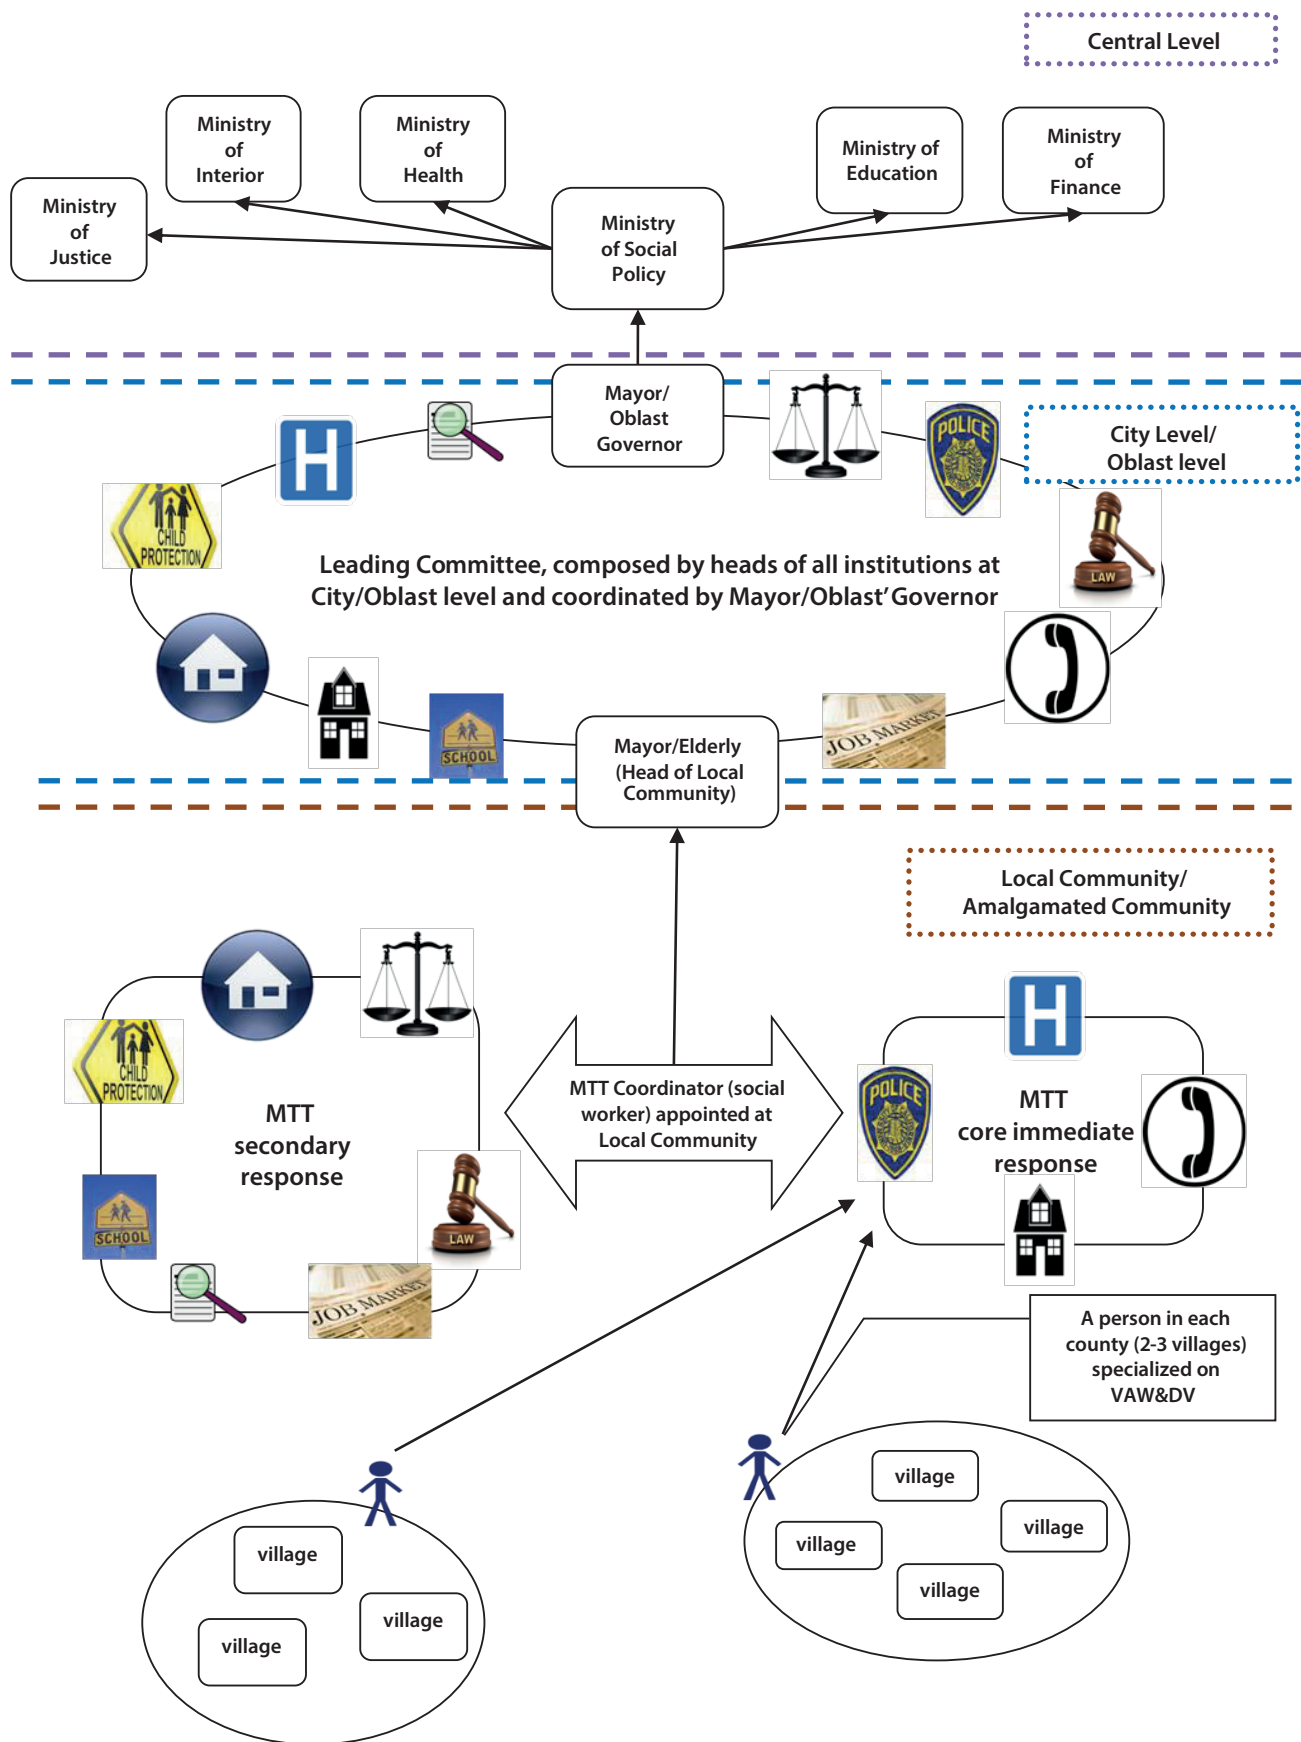 Central Level
Ministry
of
Interior
Ministry
of
Health
Ministry of
Education
Ministry
of
Finance
Ministry
of
Justice
Ministry
of Social
Policy
Mayor/
Oblast
Governor
POLICE
City Level/
Oblast level
H
CHILD
PROTECTION
LAW
Leading Committee, composed by heads of all institutions at
City/Oblast level and coordinated by Mayor/Oblast'Governor
SCHOOL
JOB MARKET
Mayor/Elderly
(Head of Local
Community)
Local Community/
Amalgamated Community
CHILD
PROTECTION
MTT
secondary
response
SCHOOL
LAW
JOB MARKET
MTT Coordinator (social
worker) appointed at
Local Community
H
POLICE
MTT
core immediate
response
A person in each
county (2-3 villages)
specialized on
VAW&DV
village
village
village
village
village
village
village